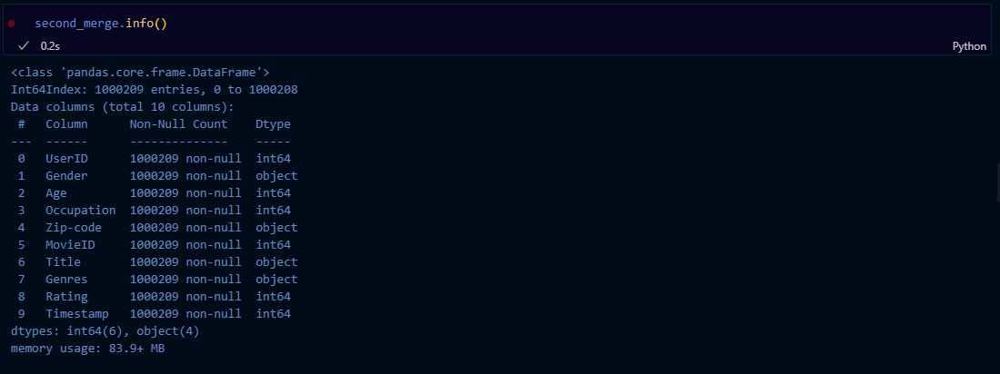 second_merge.info()
0.2s
Python
<class 'pandas.core.frame.DataFrame'>
Int64Index: 1000209 entries, 0 to 1000208
Data columns (total 10 columns):
 #   Column      Non-Null Count    Dtype
---  ------      --------------    -----
 0   UserID      1000209 non-null  int64
 1   Gender      1000209 non-null  object
 2   Age         1000209 non-null  int64
 3   Occupation  1000209 non-null  int64
 4   Zip-code    1000209 non-null  object
 5   MovieID     1000209 non-null  int64
 6   Title       1000209 non-null  object
 7   Genres      1000209 non-null  object
 8   Rating      1000209 non-null  int64
 9   Timestamp   1000209 non-null  int64
dtypes: int64(6), object(4)
memory usage: 83.9+ MB